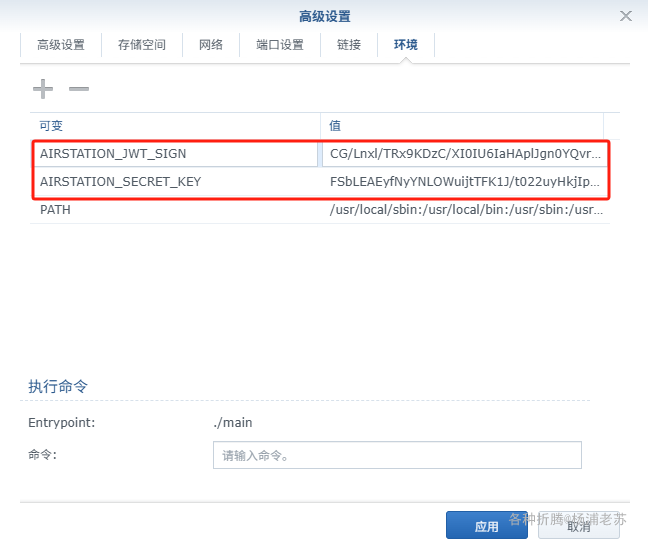 高级设置
高级设置 存储空间 网络 端口设置 链接 环境
可变 值
AIRSTATION_JWT_SIGN CG/Lnxl/TRx9KDzC/XI0IU6IaHAplJgn0YQvr...
AIRSTATION_SECRET_KEY FSbLEAEyfNyYNLOWuijtTFK1J/t022uyHkjIp...
PATH /usr/local/sbin:/usr/local/bin:/usr/sbin:/usr...
执行命令
Entrypoint: ./main
命令: 请输入命令。
应用 取消
各种折腾@杨浦老苏